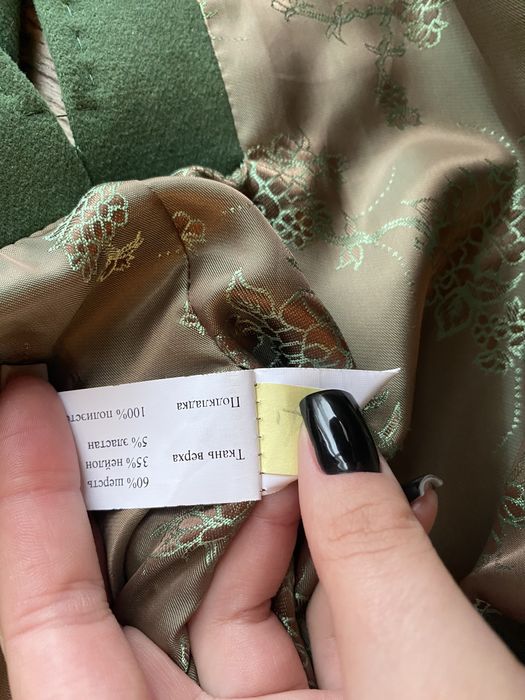 Ткань верха
60% шерсть
35% нейлон
5% эластан
Подкладка
100% полиэст